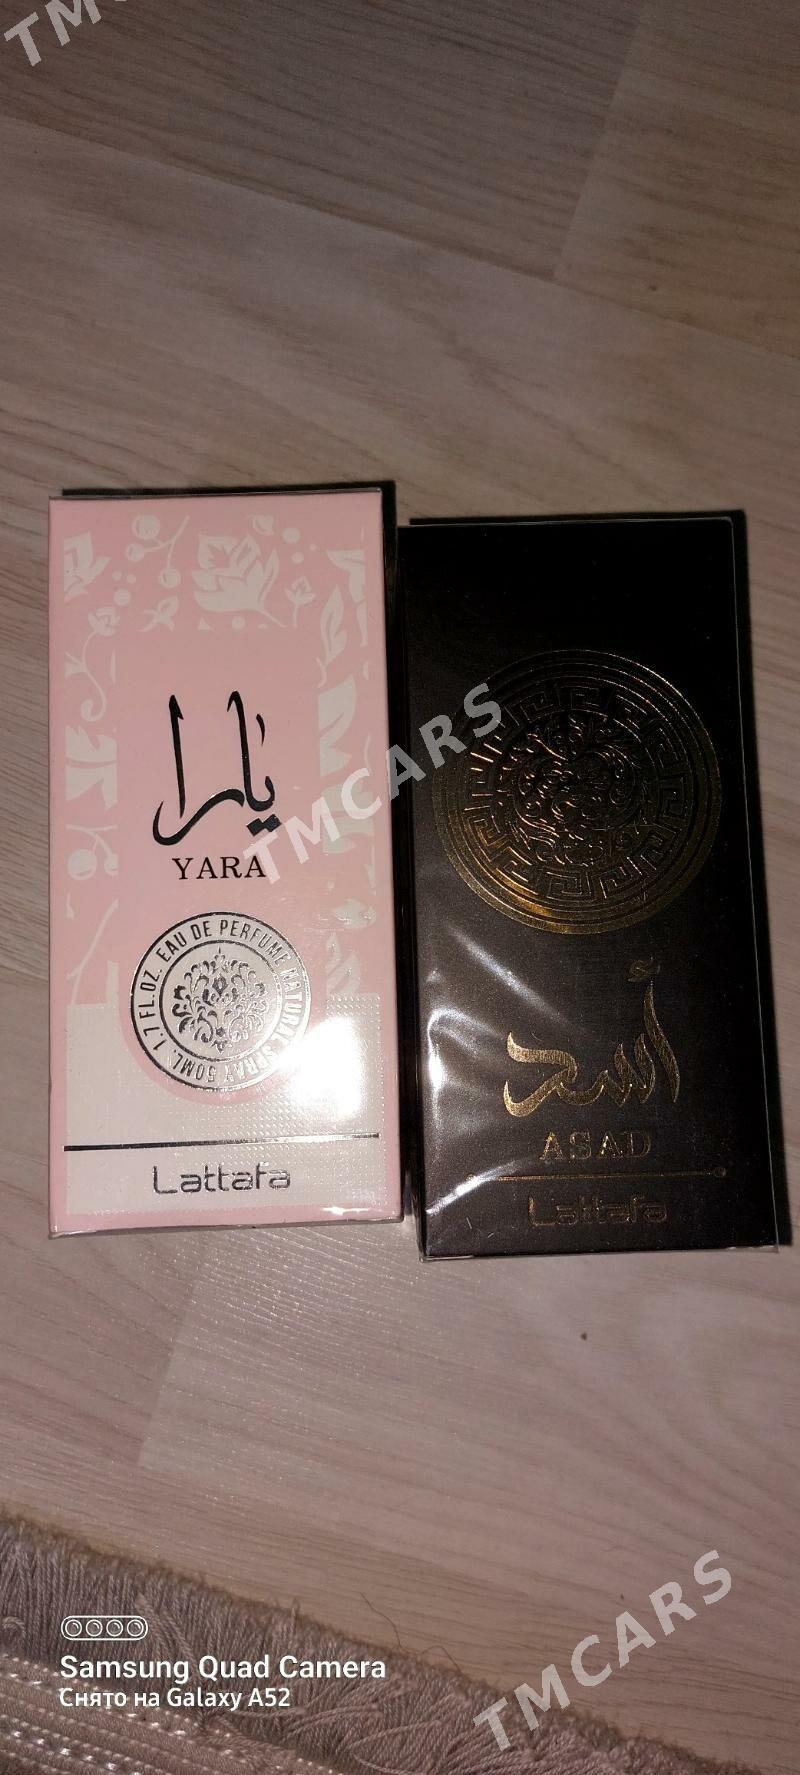 TMCARS
يارا
YARA
1.7 FL.OZ. EAU DE PERFUME NATURAL SPRAY 50ML.
Lattafa
TMCARS
أسد
ASAD
Lattafa
TMCARS
Samsung Quad Camera
Снято на Galaxy A52